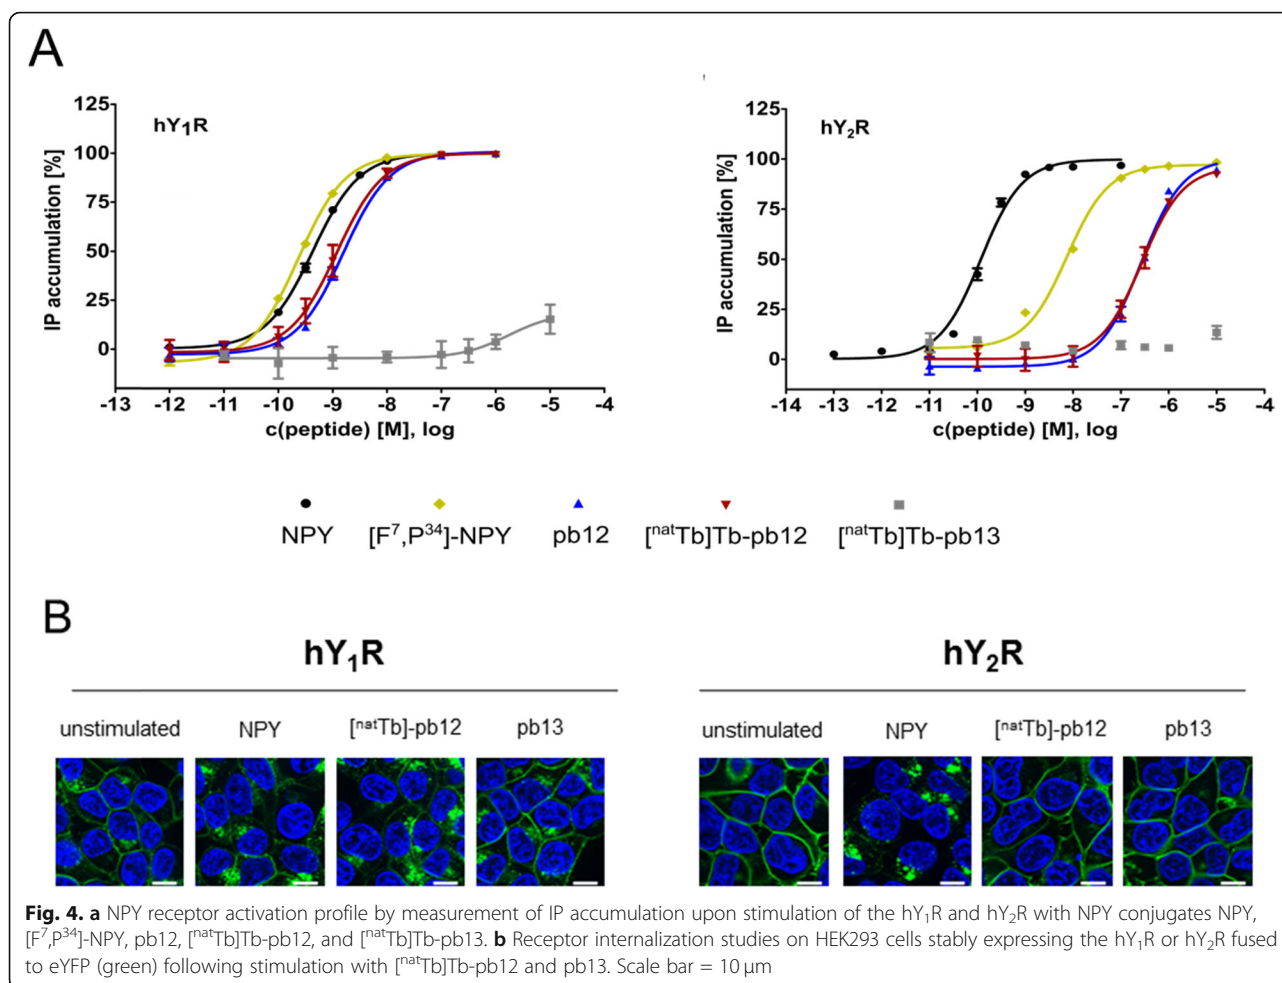 A
hY1R
IP accumulation [%]
125
100
75
50
25
0
-13 -12 -11 -10 -9 -8 -7 -6 -5 -4
c(peptide) [M], log
hY2R
IP accumulation [%]
125
100
75
50
25
0
-14 -13 -12 -11 -10 -9 -8 -7 -6 -5 -4
c(peptide) [M], log
NPY [F⁷,P³⁴]-NPY pb12 [ⁿᵃᵗTb]Tb-pb12 [ⁿᵃᵗTb]Tb-pb13
B
hY₁R hY₂R
unstimulated NPY [ⁿᵃᵗTb]-pb12 pb13 unstimulated NPY [ⁿᵃᵗTb]-pb12 pb13
Fig. 4. a NPY receptor activation profile by measurement of IP accumulation upon stimulation of the hY₁R and hY₂R with NPY conjugates NPY,
[F⁷,P³⁴]-NPY, pb12, [ⁿᵃᵗTb]Tb-pb12, and [ⁿᵃᵗTb]Tb-pb13. b Receptor internalization studies on HEK293 cells stably expressing the hY₁R or hY₂R fused
to eYFP (green) following stimulation with [ⁿᵃᵗTb]Tb-pb12 and pb13. Scale bar = 10 μm